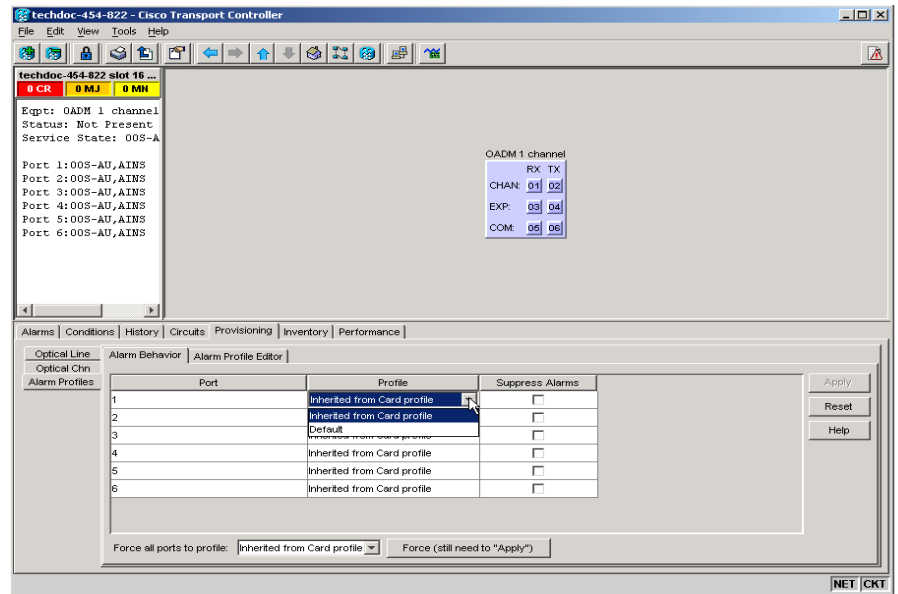 techdoc-454-822 - Cisco Transport Controller
File Edit View Tools Help
techdoc-454-822 slot 16 ...
0 CR 0 MJ 0 MN
Eqpt: OADM 1 channel
Status: Not Present
Service State: OOS-A
Port 1:OOS-AU,AINS
Port 2:OOS-AU,AINS
Port 3:OOS-AU,AINS
Port 4:OOS-AU,AINS
Port 5:OOS-AU,AINS
Port 6:OOS-AU,AINS
OADM 1 channel
RX TX
CHAN: 01 02
EXP: 03 04
COM: 05 06
Alarms Conditions History Circuits Provisioning Inventory Performance
Optical Line
Optical Chn
Alarm Profiles
Alarm Behavior Alarm Profile Editor
Port Profile Suppress Alarms
1 Inherited from Card profile
2 Inherited from Card profile
Default
3
4 Inherited from Card profile
5 Inherited from Card profile
6 Inherited from Card profile
Apply
Reset
Help
Force all ports to profile: Inherited from Card profile Force (still need to "Apply")
NET CKT